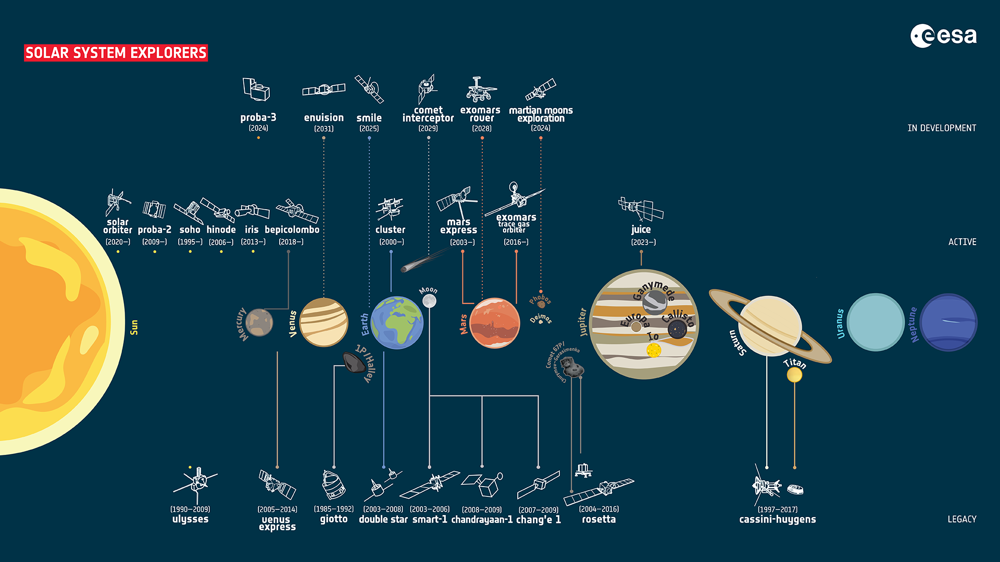 esa
SOLAR SYSTEM EXPLORERS
proba-3
(2024)
envision
(2031)
smile
(2025)
comet
interceptor
(2029)
exomars
rover
(2028)
martian moons
exploration
(2024)
IN DEVELOPMENT
solar
orbiter
(2020–)
proba-2
(2009–)
soho
(1995–)
hinode
(2006–)
iris
(2013–)
bepicolombo
(2018–)
cluster
(2000–)
mars
express
(2003–)
exomars
trace gas
orbiter
(2016–)
juice
(2023–)
ACTIVE
Sun
Mercury
Venus
1P/Halley
Earth
Moon
Mars
Phobos
Deimos
Comet 67P/
Churymov–Gerasimenko
Jupiter
Ganymede
Europa
Callisto
Io
Saturn
Titan
Uranus
Neptune
(1990–2009)
ulysses
(2005–2014)
venus
express
(1985–1992)
giotto
(2003–2008)
double star
(2003–2006)
smart-1
(2008–2009)
chandrayaan-1
(2007–2009)
chang'e 1
(2004–2016)
rosetta
(1997–2017)
cassini-huygens
LEGACY